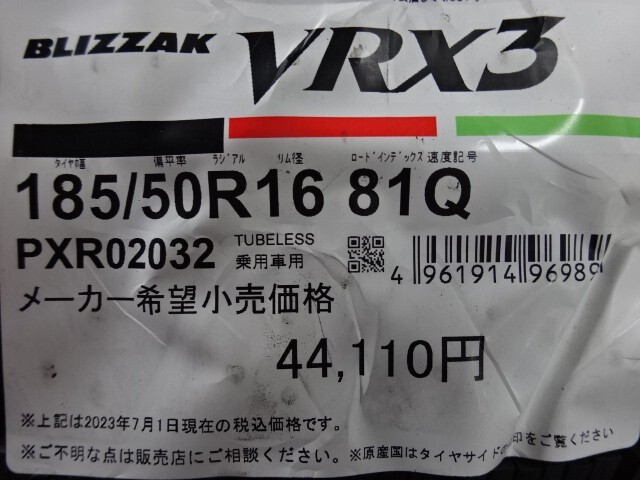 BLIZZAK VRX3
タイヤ幅 偏平率 ラジアル リム径 ロードインデックス 速度記号
185/50R16 81Q
PXR02032 TUBELESS
乗用車用
4 961914 96989
メーカー希望小売価格
44,110円
※上記は2023年7月1日現在の税込価格です。
※ご不明な点は販売店にご相談ください。 ※原産国はタイヤサイドの 印をご覧ください。